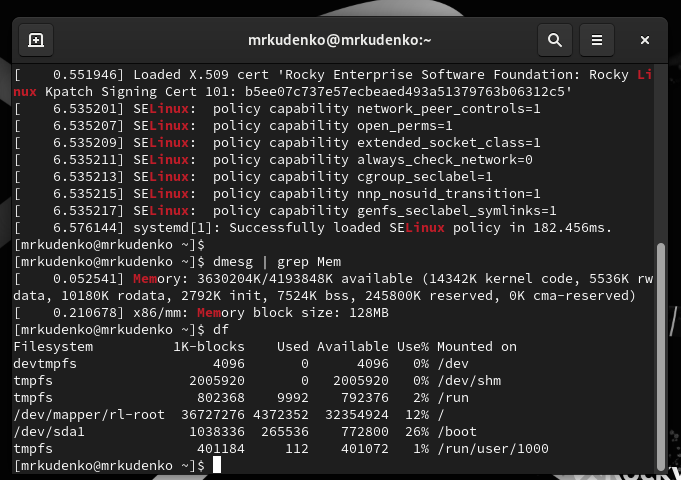 mrkudenko@mrkudenko:~
[    0.551946] Loaded X.509 cert 'Rocky Enterprise Software Foundation: Rocky Li
nux Kpatch Signing Cert 101: b5ee07c737e57ecbeaed493a51379763b06312c5'
[    6.535201] SELinux:  policy capability network_peer_controls=1
[    6.535207] SELinux:  policy capability open_perms=1
[    6.535209] SELinux:  policy capability extended_socket_class=1
[    6.535211] SELinux:  policy capability always_check_network=0
[    6.535213] SELinux:  policy capability cgroup_seclabel=1
[    6.535215] SELinux:  policy capability nnp_nosuid_transition=1
[    6.535217] SELinux:  policy capability genfs_seclabel_symlinks=1
[    6.576144] systemd[1]: Successfully loaded SELinux policy in 182.456ms.
[mrkudenko@mrkudenko ~]$
[mrkudenko@mrkudenko ~]$ dmesg | grep Mem
[    0.052541] Memory: 3630204K/4193848K available (14342K kernel code, 5536K rw
data, 10180K rodata, 2792K init, 7524K bss, 245800K reserved, 0K cma-reserved)
[    0.210678] x86/mm: Memory block size: 128MB
[mrkudenko@mrkudenko ~]$ df
Filesystem          1K-blocks    Used Available Use% Mounted on
devtmpfs                 4096       0      4096   0% /dev
tmpfs                 2005920       0   2005920   0% /dev/shm
tmpfs                  802368    9992    792376   2% /run
/dev/mapper/rl-root  36727276 4372352  32354924  12% /
/dev/sda1             1038336  265536    772800  26% /boot
tmpfs                  401184     112    401072   1% /run/user/1000
[mrkudenko@mrkudenko ~]$